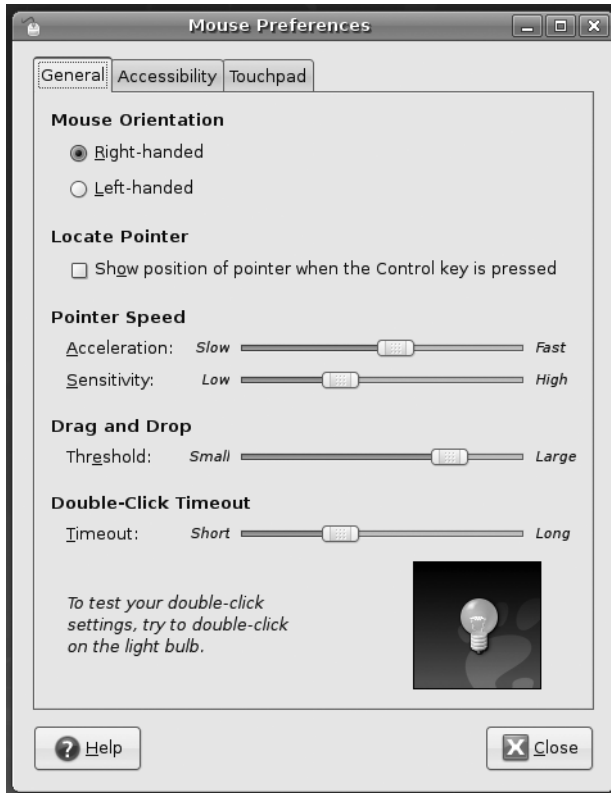 Mouse Preferences
General Accessibility Touchpad
Mouse Orientation
Right-handed
Left-handed
Locate Pointer
Show position of pointer when the Control key is pressed
Pointer Speed
Acceleration: Slow Fast
Sensitivity: Low High
Drag and Drop
Threshold: Small Large
Double-Click Timeout
Timeout: Short Long
To test your double-click
settings, try to double-click
on the light bulb.
Help Close